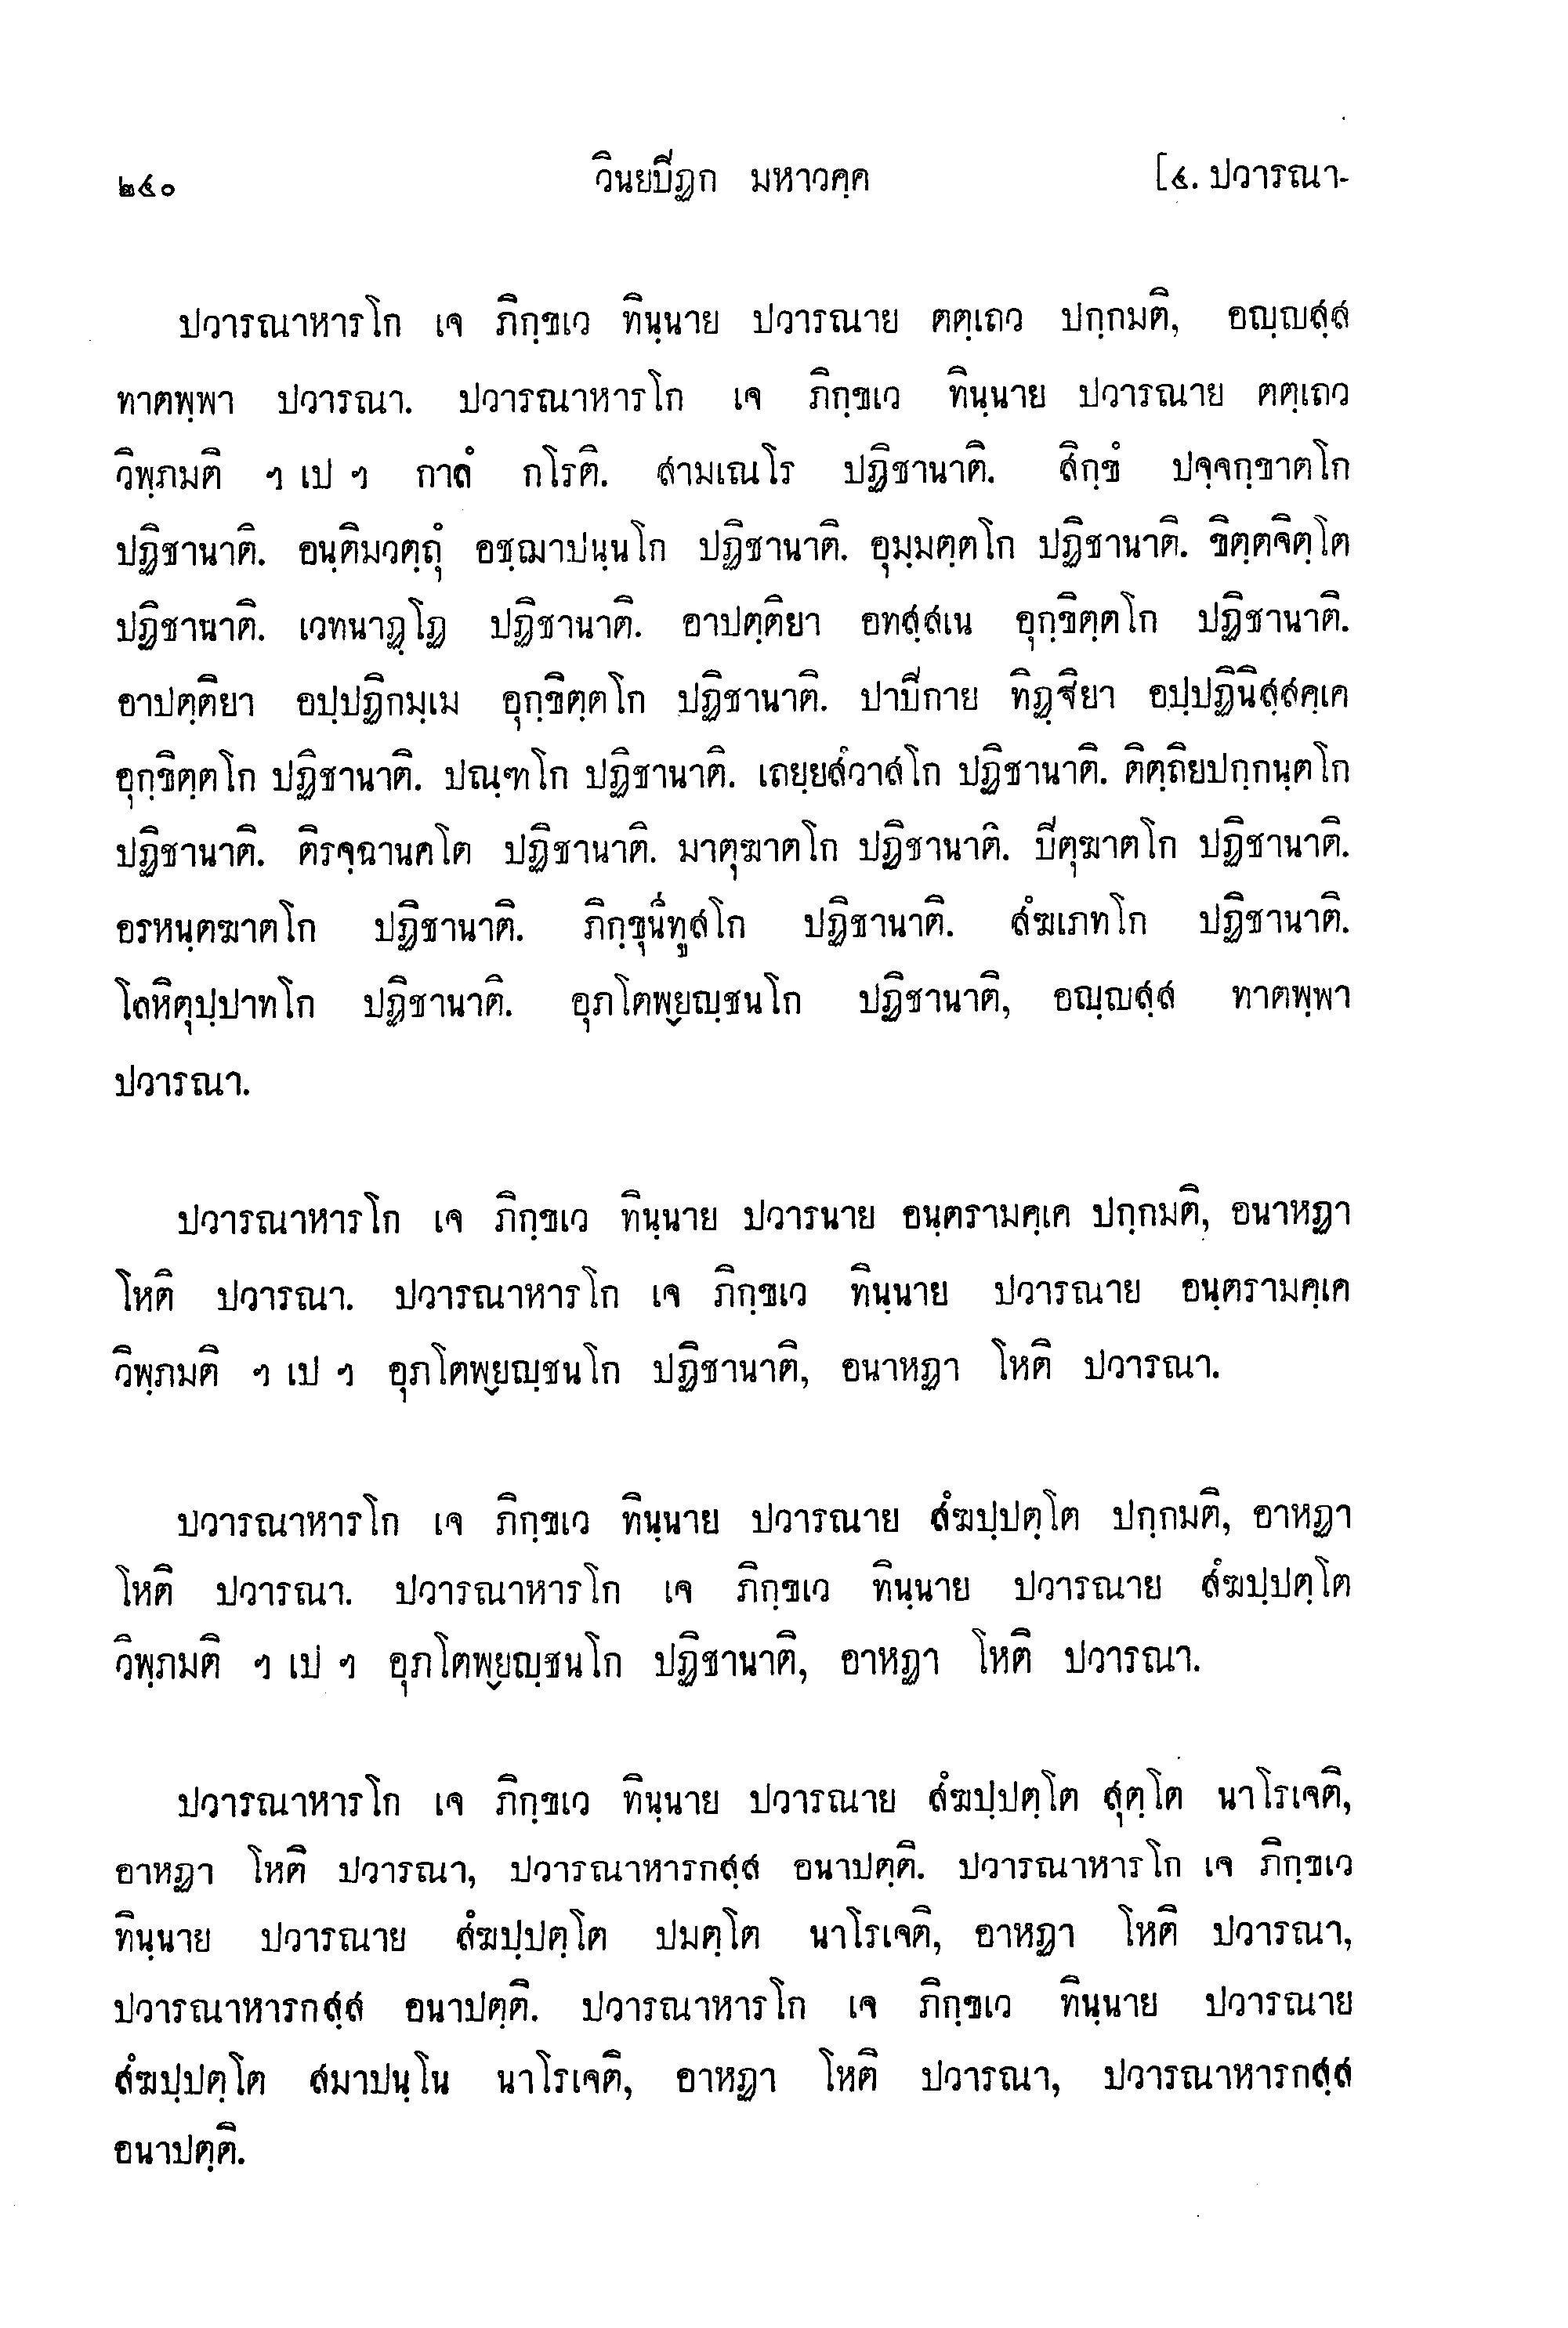 ๒๔๐ วินยปิฏก มหาวคฺค [๔. ปวารณา-
ปวารณาหารโก เจ ภิกฺขเว ทินฺนาย ปวารณาย ตตฺเถว ปกฺกมติ, อญฺญสฺส
ทาตพฺพา ปวารณา. ปวารณาหารโก เจ ภิกฺขเว ทินฺนาย ปวารณาย ตตฺเถว
วิพฺภมติ ฯ เป ฯ กาลํ กโรติ. สามเณโร ปฏิชานาติ. สิกฺขํ ปจฺจกฺขาตโก
ปฏิชานาติ. อนฺติมวตฺถุํ อชฺฌาปนฺนโก ปฏิชานาติ. อุมฺมตฺตโก ปฏิชานาติ. ขิตฺตจิตฺโต
ปฏิชานาติ. เวทนาฏฺโฏ ปฏิชานาติ. อาปตฺติยา อทสฺสเน อุกฺขิตฺตโก ปฏิชานาติ.
อาปตฺติยา อปฺปฏิกมฺเม อุกฺขิตฺตโก ปฏิชานาติ. ปาปิกาย ทิฏฺฐิยา อปฺปฏินิสฺสคฺเค
อุกฺขิตฺตโก ปฏิชานาติ. ปณฺฑโก ปฏิชานาติ. เถยฺยสํวาสโก ปฏิชานาติ. ติตฺถิยปกฺกนฺตโก
ปฏิชานาติ. ติรจฺฉานคโต ปฏิชานาติ. มาตุฆาตโก ปฏิชานาติ. ปิตุฆาตโก ปฏิชานาติ.
อรหนฺตฆาตโก ปฏิชานาติ. ภิกฺขุนีทูสโก ปฏิชานาติ. สํฆเภทโก ปฏิชานาติ.
โลหิตุปฺปาทโก ปฏิชานาติ. อุภโตพฺยญฺชนโก ปฏิชานาติ, อญฺญสฺส ทาตพฺพา
ปวารณา.
ปวารณาหารโก เจ ภิกฺขเว ทินฺนาย ปวารนาย อนฺตรามคฺเค ปกฺกมติ, อนาหฏา
โหติ ปวารณา. ปวารณาหารโก เจ ภิกฺขเว ทินฺนาย ปวารณาย อนฺตรามคฺเค
วิพฺภมติ ฯ เป ฯ อุภโตพฺยญฺชนโก ปฏิชานาติ, อนาหฏา โหติ ปวารณา.
ปวารณาหารโก เจ ภิกฺขเว ทินฺนาย ปวารณาย สํฆปฺปตฺโต ปกฺกมติ, อาหฏา
โหติ ปวารณา. ปวารณาหารโก เจ ภิกฺขเว ทินฺนาย ปวารณาย สํฆปฺปตฺโต
วิพฺภมติ ฯ เป ฯ อุภโตพฺยญฺชนโก ปฏิชานาติ, อาหฏา โหติ ปวารณา.
ปวารณาหารโก เจ ภิกฺขเว ทินฺนาย ปวารณาย สํฆปฺปตฺโต สุตฺโต นาโรเจติ,
อาหฏา โหติ ปวารณา, ปวารณาหารกสฺส อนาปตฺติ. ปวารณาหารโก เจ ภิกฺขเว
ทินฺนาย ปวารณาย สํฆปฺปตฺโต ปมตฺโต นาโรเจติ, อาหฏา โหติ ปวารณา,
ปวารณาหารกสฺส อนาปตฺติ. ปวารณาหารโก เจ ภิกฺขเว ทินฺนาย ปวารณาย
สํฆปฺปตฺโต สมาปนฺโน นาโรเจติ, อาหฏา โหติ ปวารณา, ปวารณาหารกสฺส
อนาปตฺติ.